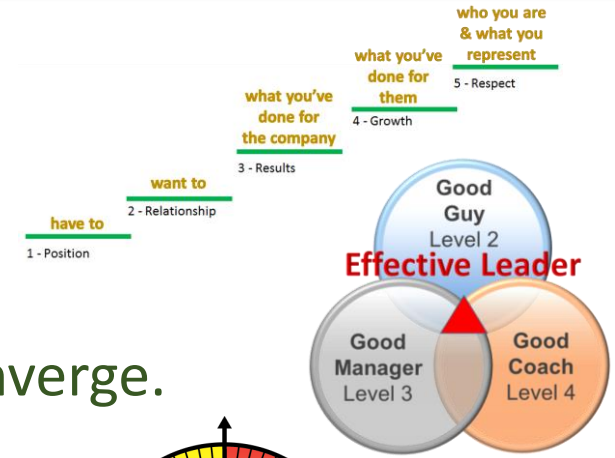 who you are
& what you
represent
5 - Respect
what you've
done for
them
4 - Growth
what you've
done for
the company
3 - Results
want to
2 - Relationship
have to
1 - Position
Good
Guy
Level 2
Effective Leader
Good
Manager
Level 3
Good
Coach
Level 4